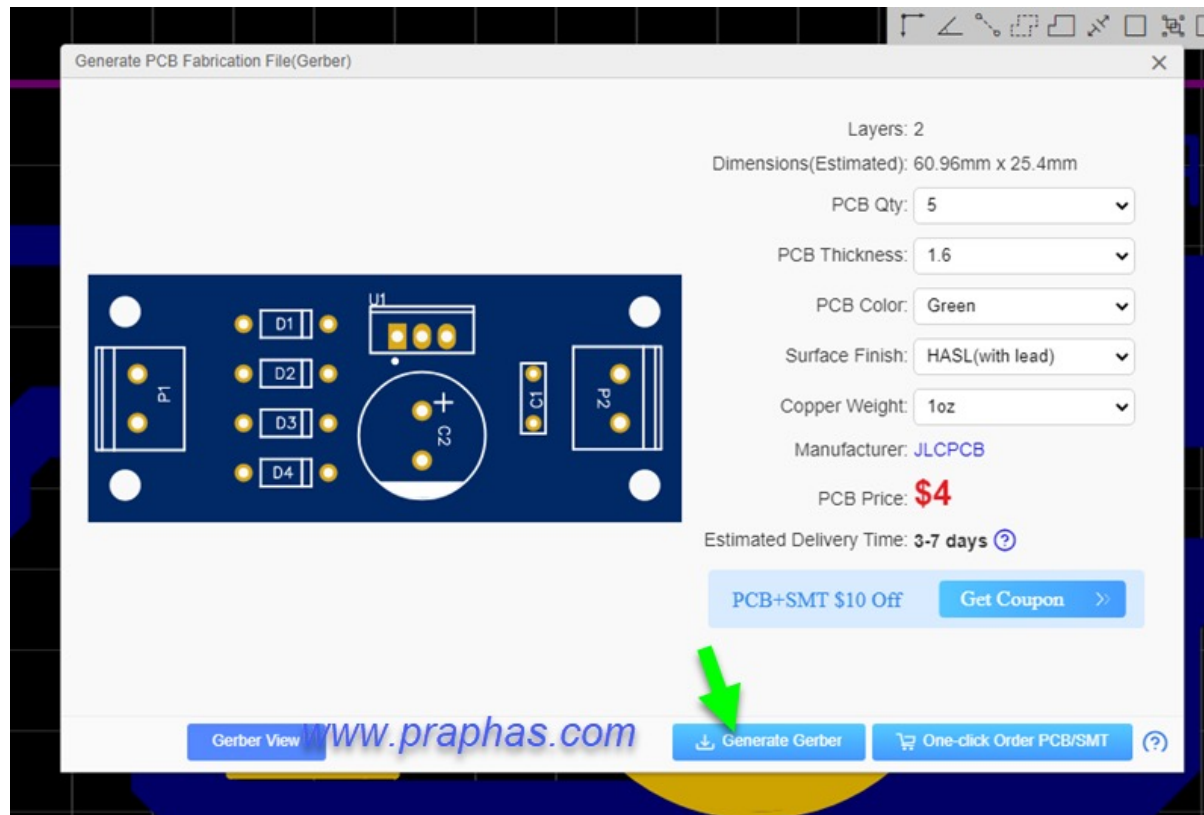 Generate PCB Fabrication File(Gerber)
Layers: 2
Dimensions(Estimated): 60.96mm x 25.4mm
PCB Qty: 5
PCB Thickness: 1.6
PCB Color: Green
Surface Finish: HASL(with lead)
Copper Weight: 1oz
Manufacturer: JLCPCB
PCB Price: $4
Estimated Delivery Time: 3-7 days ?
PCB+SMT $10 Off Get Coupon >>
U1
D1
D2
D3
D4
P1
+
C2
C1
P2
Gerber View
www.praphas.com
Generate Gerber
One-click Order PCB/SMT
?